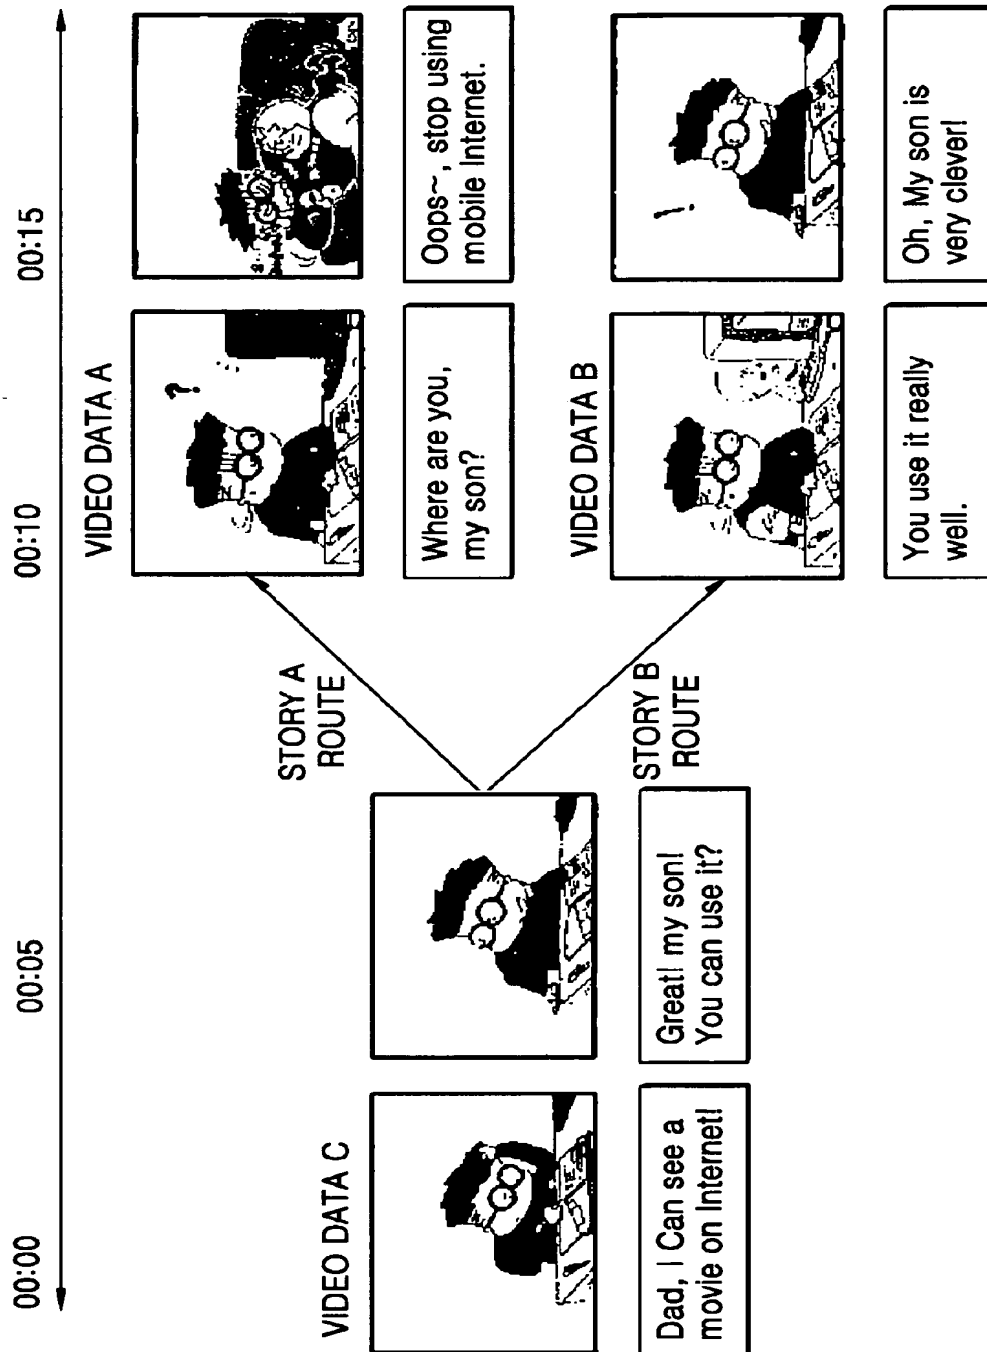 00:00
00:05
00:10
00:15
VIDEO DATA C
Dad, I Can see a
movie on Internet!
Great! my son!
You can use it?
STORY A
ROUTE
STORY B
ROUTE
VIDEO DATA A
?
Where are you,
my son?
Oops~, stop using
mobile Internet.
VIDEO DATA B
You use it really
well.
!
Oh, My son is
very clever!